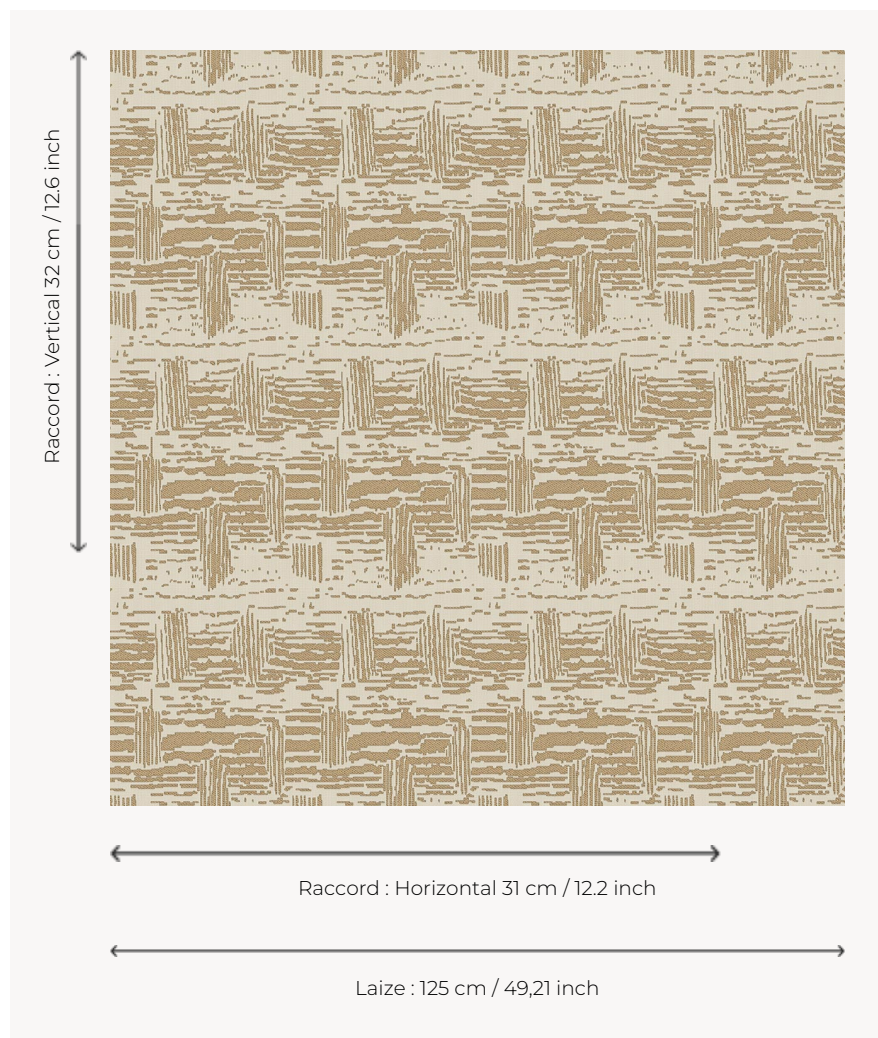 Raccord : Vertical 32 cm / 12.6 inch
Raccord : Horizontal 31 cm / 12.2 inch
Laize : 125 cm / 49,21 inch